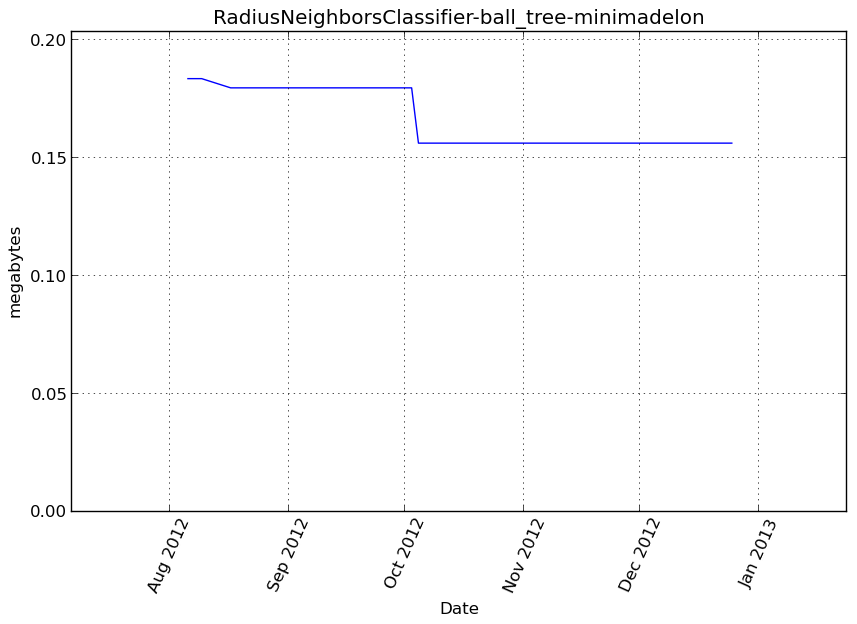 RadiusNeighborsClassifier-ball_tree-minimadelon
0.20
0.15
0.10
0.05
0.00
megabytes
Aug 2012
Sep 2012
Oct 2012
Nov 2012
Dec 2012
Jan 2013
Date